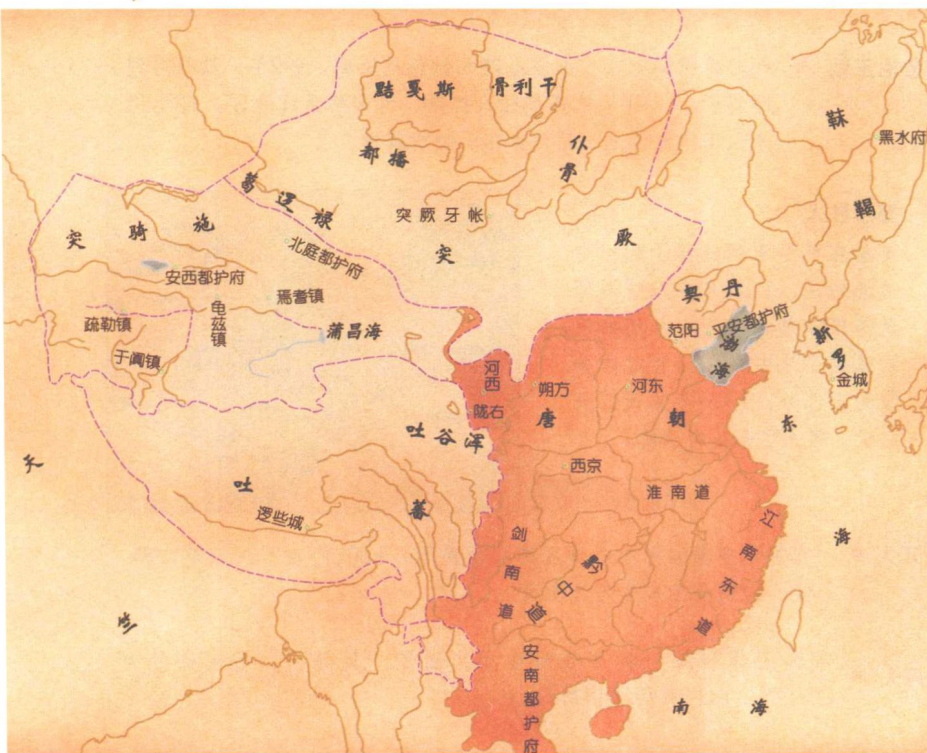 黠戛斯
骨利干
靺
黑水府
都播
仆骨
葛逻禄
鞨
突厥牙帐
突骑施
突
厥
北庭都护府
安西都护府
焉耆镇
契丹
疏勒镇
龟兹镇
蒲昌海
范阳
平安都护府
渤海
新罗
于阗镇
河西
朔方
河东
金城
陇右
唐
朝
吐谷浑
东
天
西京
吐
淮南道
逻些城
蕃
剑南道
黔中道
江南东道
海
竺
安南都护府
南
海